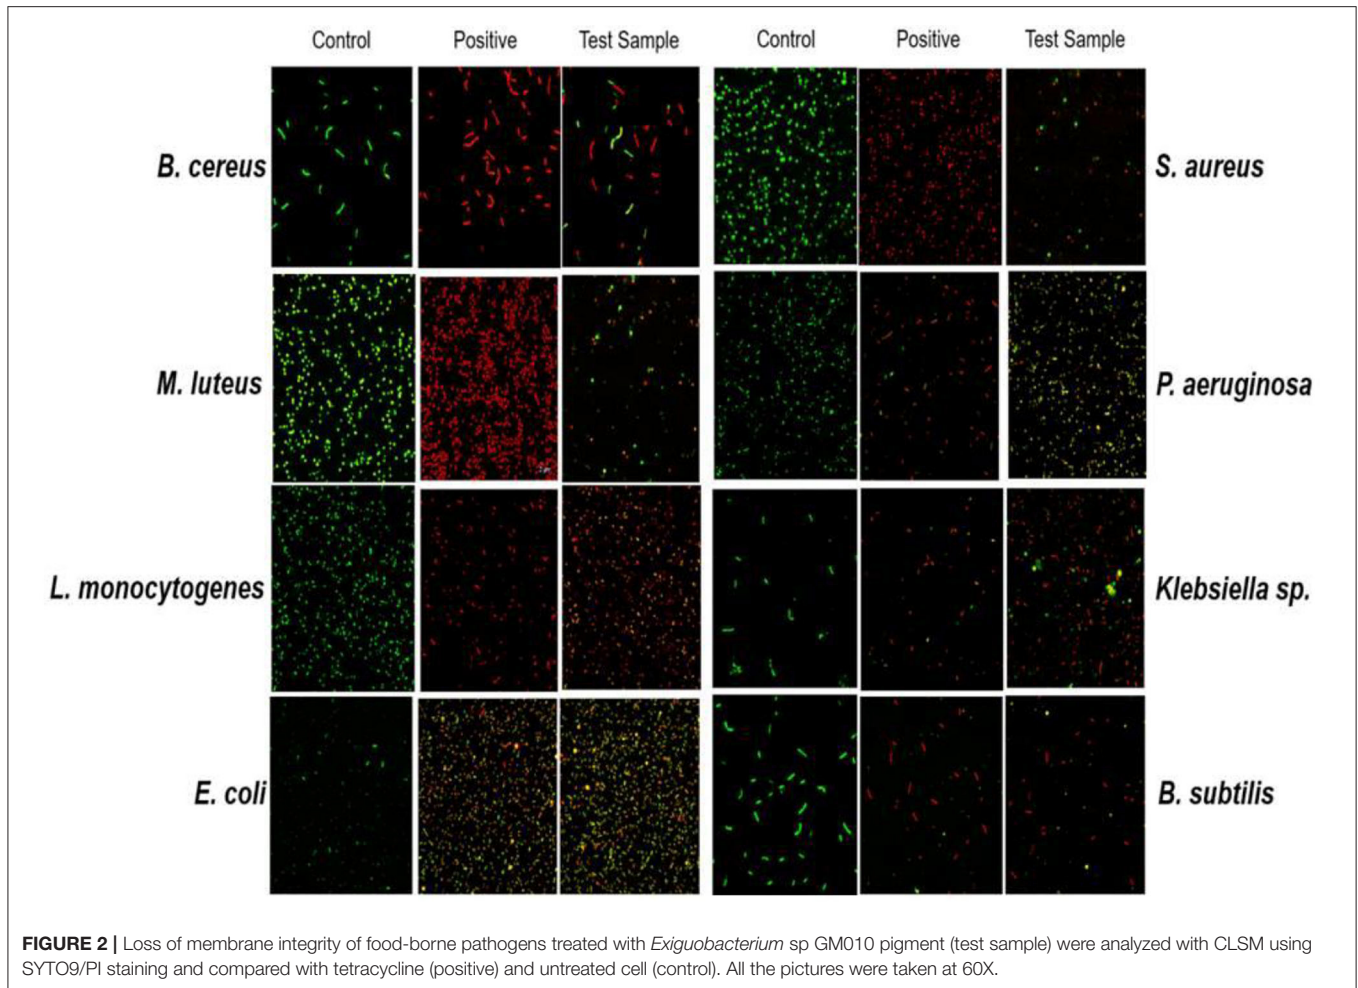 Control Positive Test Sample Control Positive Test Sample
B. cereus S. aureus
M. luteus P. aeruginosa
L. monocytogenes Klebsiella sp.
E. coli B. subtilis
FIGURE 2 | Loss of membrane integrity of food-borne pathogens treated with Exiguobacterium sp GM010 pigment (test sample) were analyzed with CLSM using
SYTO9/PI staining and compared with tetracycline (positive) and untreated cell (control). All the pictures were taken at 60X.